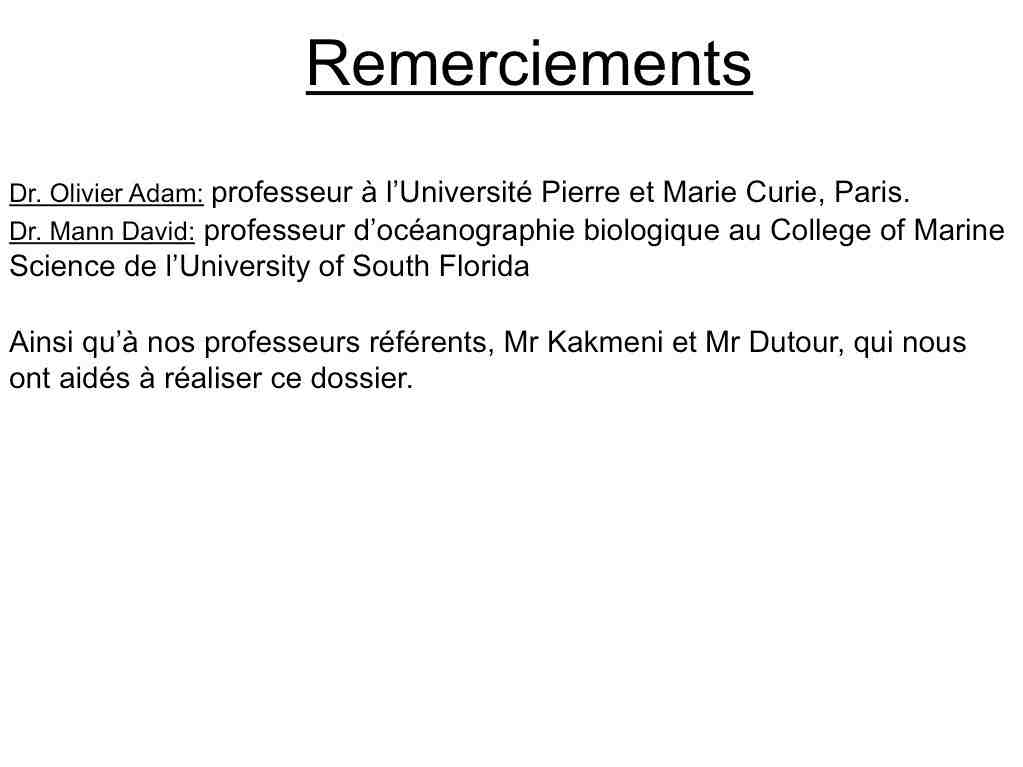 Remerciements
Dr. Olivier Adam: professeur à l’Université Pierre et Marie Curie, Paris.
Dr. Mann David: professeur d’océanographie biologique au College of Marine
Science de l’University of South Florida
Ainsi qu’à nos professeurs référents, Mr Kakmeni et Mr Dutour, qui nous
ont aidés à réaliser ce dossier.